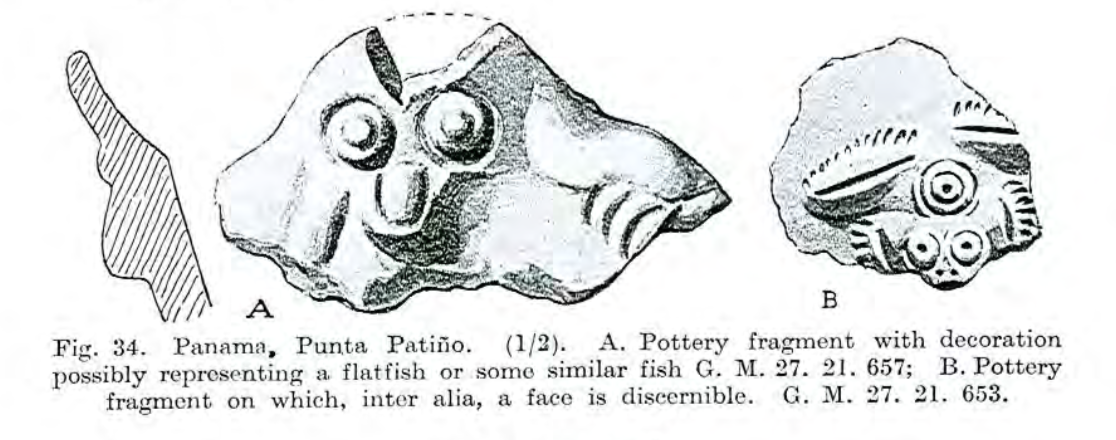 A
B
Fig. 34. Panama, Punta Patiño. (1/2). A. Pottery fragment with decoration
possibly representing a flatfish or some similar fish G. M. 27. 21. 657; B. Pottery
fragment on which, inter alia, a face is discernible. G. M. 27. 21. 653.